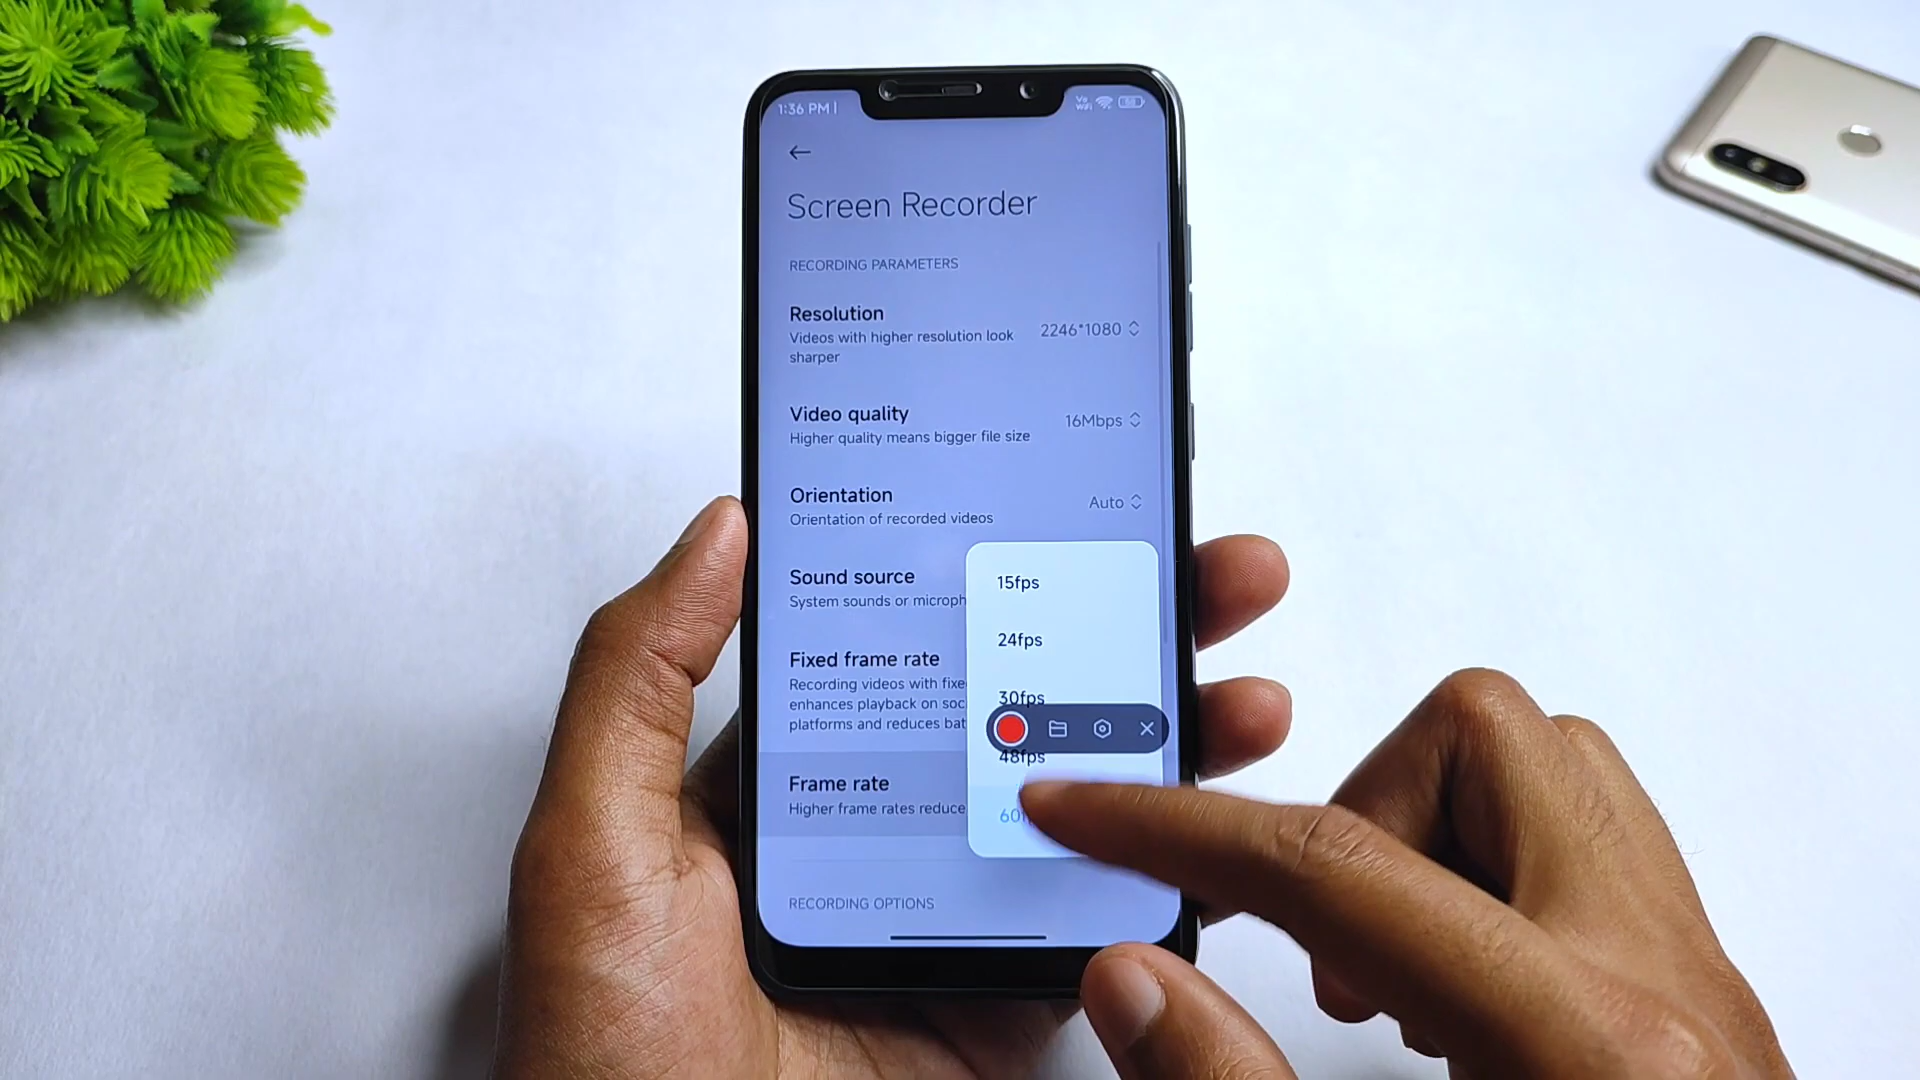 1:36 PM
Vo
WiFi
Screen Recorder
RECORDING PARAMETERS
Resolution
Videos with higher resolution look
sharper
2246*1080
Video quality
Higher quality means bigger file size
16Mbps
Orientation
Orientation of recorded videos
Auto
Sound source
System sounds or microph
Fixed frame rate
Recording videos with fixe
enhances playback on soc
platforms and reduces bat
Frame rate
Higher frame rates reduce
15fps
24fps
30fps
48fps
RECORDING OPTIONS